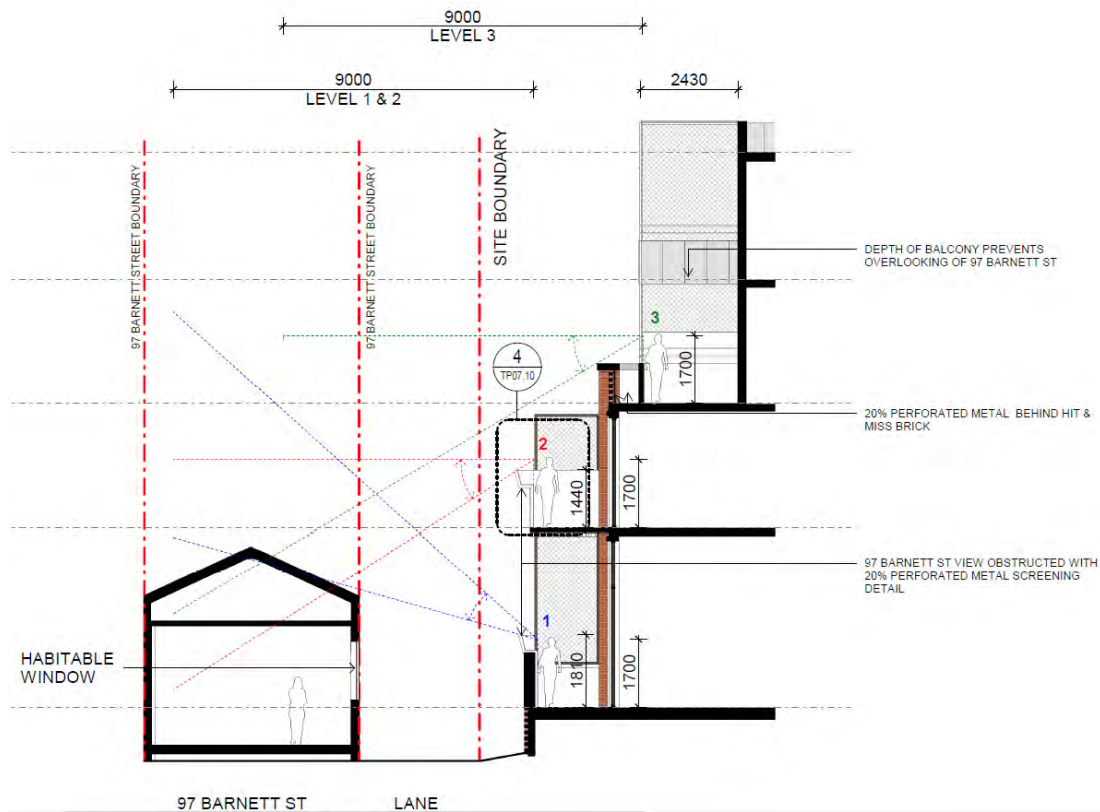 9000
LEVEL 3
9000
LEVEL 1 & 2
2430
97 BARNETT STREET BOUNDARY
97 BARNETT STREET BOUNDARY
SITE BOUNDARY
DEPTH OF BALCONY PREVENTS
OVERLOOKING OF 97 BARNETT ST
3
1700
4
TP07.10
20% PERFORATED METAL BEHIND HIT &
MISS BRICK
2
1440
1700
97 BARNETT ST VIEW OBSTRUCTED WITH
20% PERFORATED METAL SCREENING
DETAIL
1
1810
1700
HABITABLE
WINDOW
97 BARNETT ST
LANE